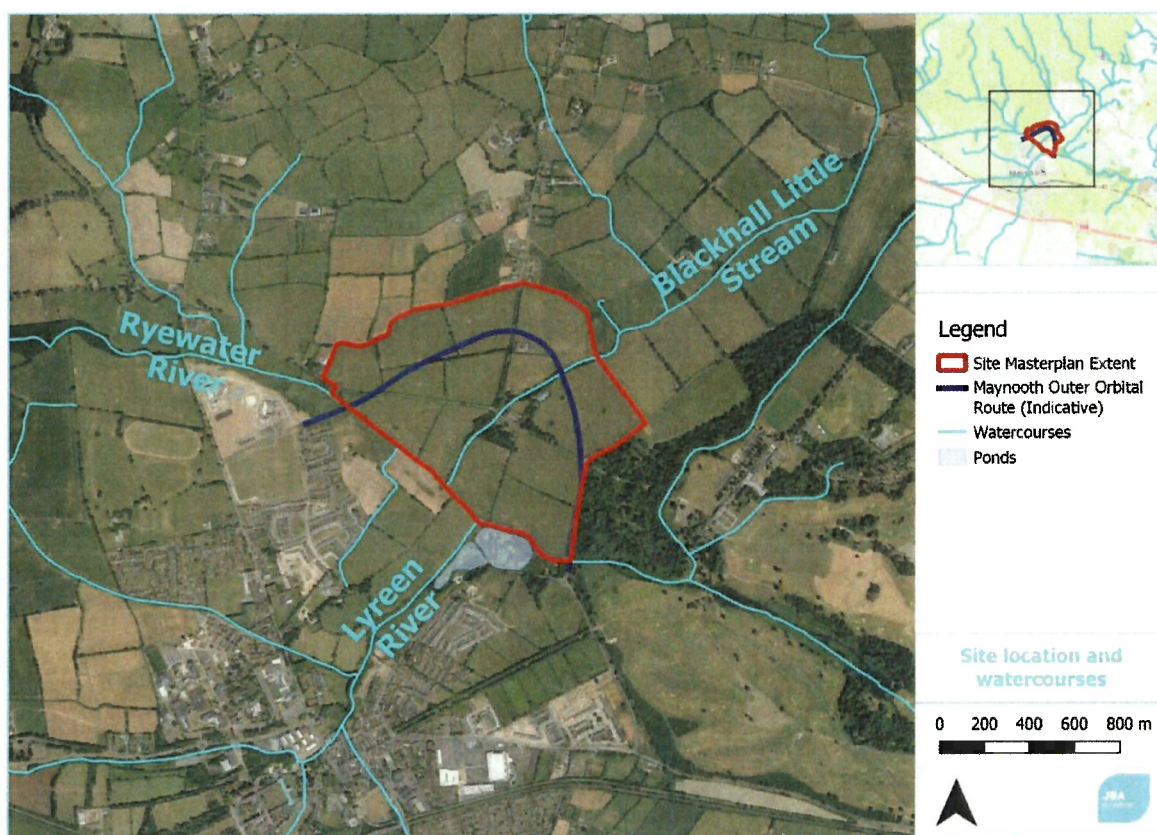 Ryewater
River
Blackhall Little
Stream
Lyreen
River
Legend
Site Masterplan Extent
Maynooth Outer Orbital
Route (Indicative)
Watercourses
Ponds
Site location and
watercourses
0 200 400 600 800 m
JBA